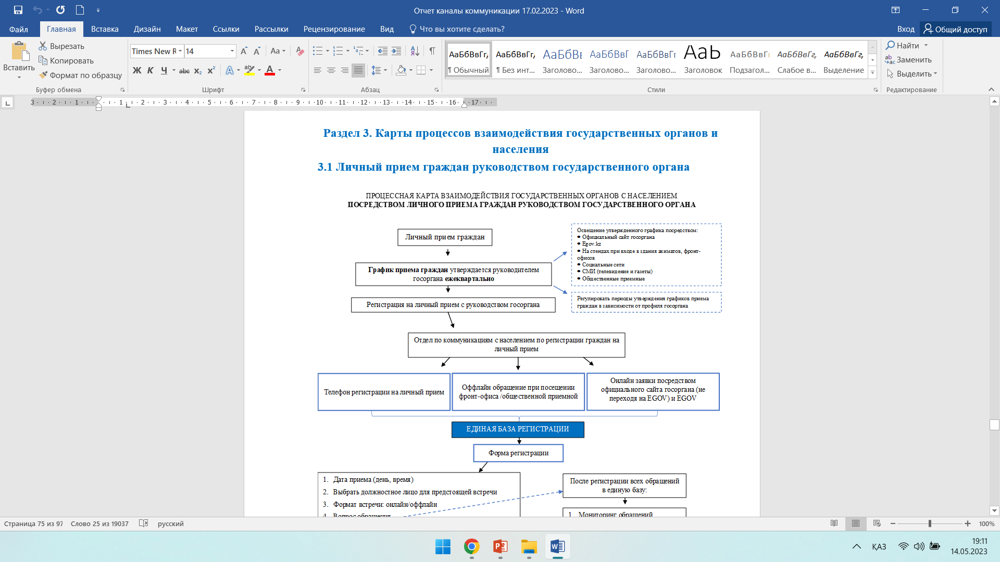 Отчет каналы коммуникации 17.02.2023 - Word
Файл
Главная
Вставка
Дизайн
Макет
Ссылки
Рассылки
Рецензирование
Вид
Что вы хотите сделать?
Вход
Общий доступ
Вставить
Вырезать
Копировать
Формат по образцу
Буфер обмена
Times New R
14
Шрифт
Абзац
АаБбВвГг,
¶ Обычный
АаБбВвГг,
¶ Без инт...
АаБбВі
Заголово...
АаБбВвГ
Заголово...
АаБбВвГг
Заголово...
АаЬ
Заголовок
АаБбВвГі
Подзагол...
АаБбВвГг,
Слабое в...
АаБбВвГг,
Выделение
Стили
Найти
Заменить
Выделить
Редактирование
3 2 1 1 2 3 4 5 6 7 8 9 10 11 12 13 14 15 16 17
Раздел 3. Карты процессов взаимодействия государственных органов и
населения
3.1 Личный прием граждан руководством государственного органа
ПРОЦЕССНАЯ КАРТА ВЗАИМОДЕЙСТВИЯ ГОСУДАРСТВЕННЫХ ОРГАНОВ С НАСЕЛЕНИЕМ
ПОСРЕДСТВОМ ЛИЧНОГО ПРИЕМА ГРАЖДАН РУКОВОДСТВОМ ГОСУДАРСТВЕННОГО ОРГАНА
Личный прием граждан
График приема граждан утверждается руководителем
госоргана ежеквартально
Освещение утвержденного графика посредством:
● Официальный сайт госоргана
● Egov.kz
● На стендах при входе в здания акиматов, фронт-
офисов
● Социальные сети
● СМИ (телевидение и газеты)
● Общественные приемные
Регулировать периоды утверждения графиков приема
граждан в зависимости от профиля госоргана
Регистрация на личный прием с руководством госоргана
Отдел по коммуникациям с населением по регистрации граждан на
личный прием
Телефон регистрации на личный прием
Оффлайн обращение при посещении
фронт-офиса /общественной приемной
Онлайн заявки посредством
официального сайта госоргана (не
переходя на EGOV) и EGOV
ЕДИНАЯ БАЗА РЕГИСТРАЦИИ
Форма регистрации
1. Дата приема (день, время)
2. Выбрать должностное лицо для предстоящей встречи
3. Формат встречи: онлайн/оффлайн
4. Вопрос обращения
После регистрации всех обращений
в единую базу:
1. Мониторинг обращений
Страница 75 из 97
Слово 25 из 19037
русский
100%
ҚАЗ
19:11
14.05.2023